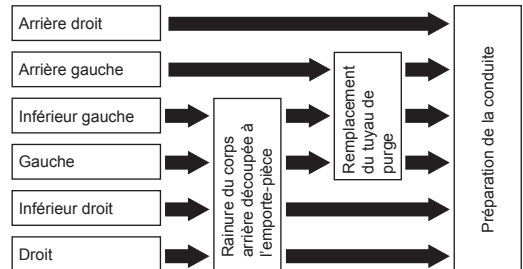 Arrière droit
Arrière gauche
Inférieur gauche
Gauche
Inférieur droit
Droit
Rainure du corps
arrière découpée à
l'emporte-pièce
Remplacement
du tuyau de
purge
Préparation de la conduite